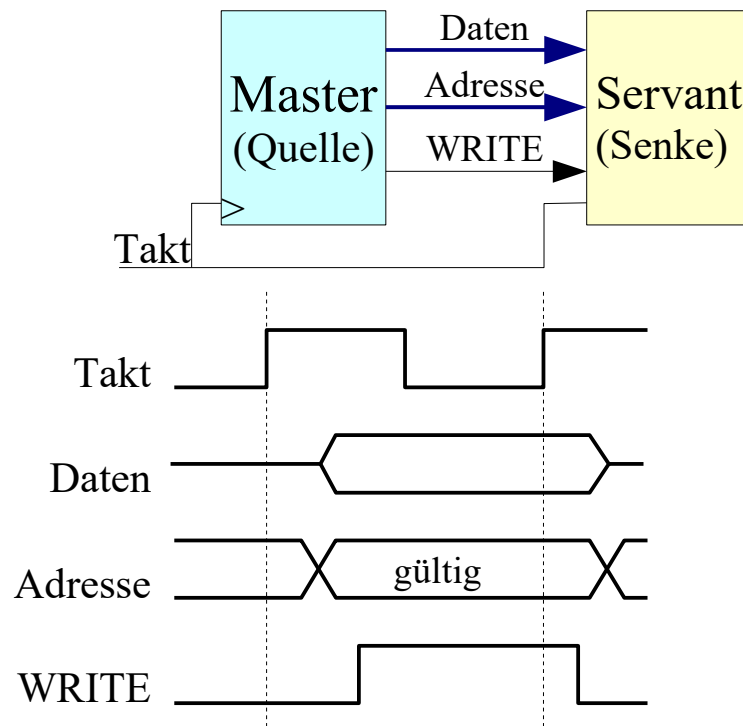 Daten
Master
Adresse
Servant
(Quelle)
WRITE
(Senke)
Takt
Takt
Daten
Adresse
gültig
WRITE